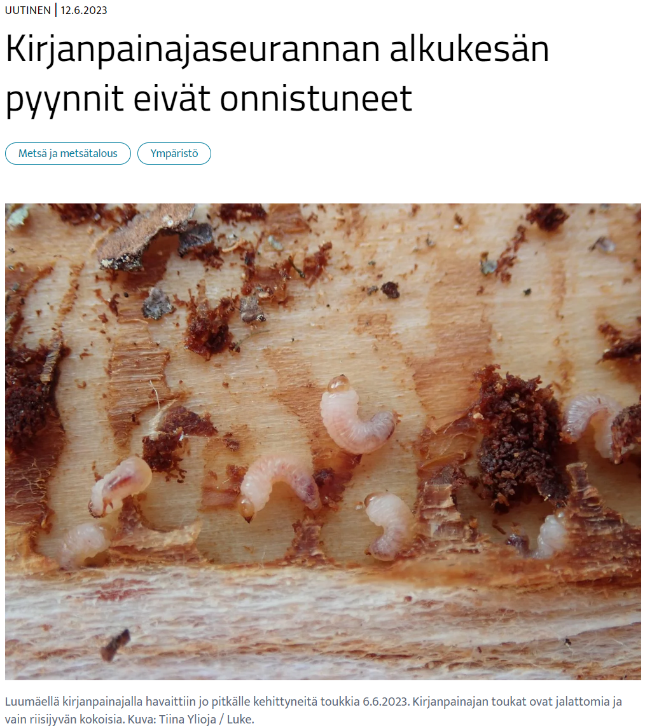 UUTINEN | 12.6.2023
Kirjanpainajaseurannan alkukesän
pyynnit eivät onnistuneet
Metsä ja metsätalous
Ympäristö
Luumäellä kirjanpainajalla havaittiin jo pitkälle kehittyneitä toukkia 6.6.2023. Kirjanpainajan toukat ovat jalattomia ja
vain riisijyvän kokoisia. Kuva: Tiina Ylioja / Luke.